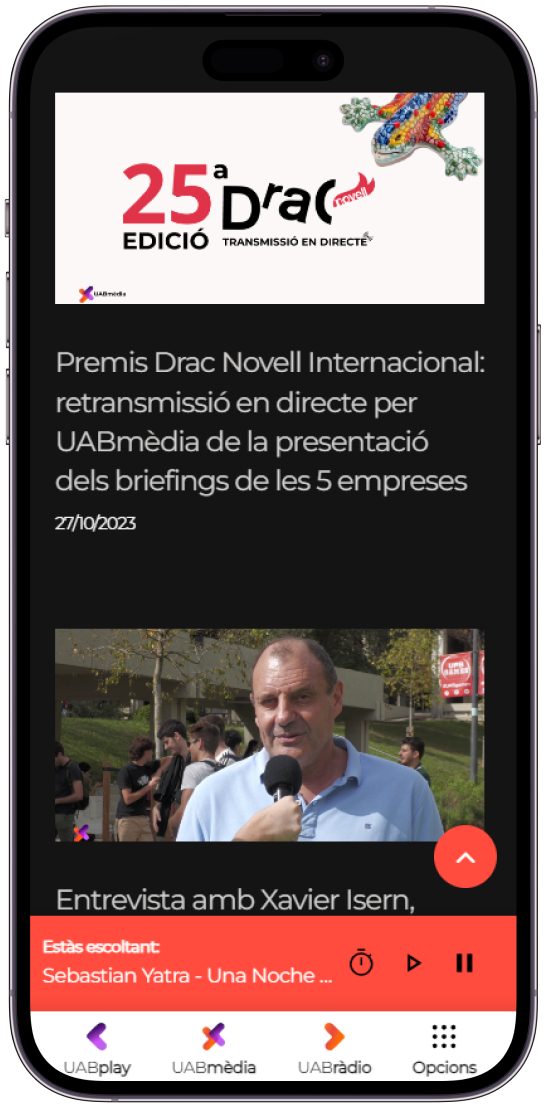 25a
Drac
novell
EDICIÓ
TRANSMISSIÓ EN DIRECTE
UABmèdia
Premis Drac Novell Internacional:
retransmissió en directe per
UABmèdia de la presentació
dels briefings de les 5 empreses
27/10/2023
UPB
Entrevista amb Xavier Isern,
Estàs escoltant:
Sebastian Yatra - Una Noche ...
UABplay
UABmèdia
UABràdio
Opcions